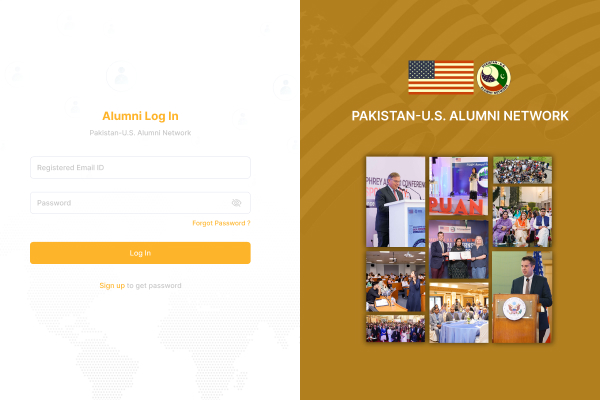 Alumni Log In
Pakistan-U.S. Alumni Network
Registered Email ID
Password
Forgot Password ?
Log In
Sign up to get password
PAKISTAN-U.S. ALUMNI NETWORK